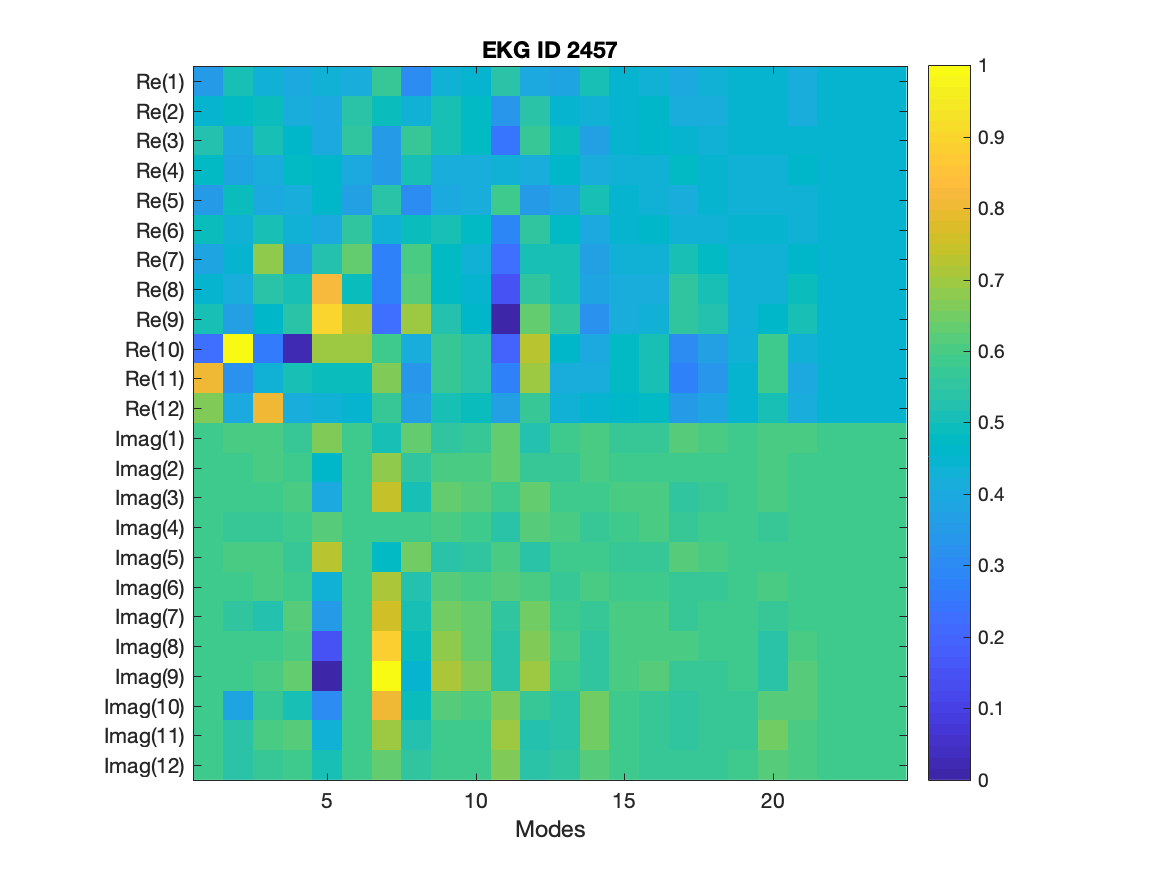 EKG ID 2457
Re(1)
Re(2)
Re(3)
Re(4)
Re(5)
Re(6)
Re(7)
Re(8)
Re(9)
Re(10)
Re(11)
Re(12)
Imag(1)
Imag(2)
Imag(3)
Imag(4)
Imag(5)
Imag(6)
Imag(7)
Imag(8)
Imag(9)
Imag(10)
Imag(11)
Imag(12)
5 10 15 20
Modes
1
0.9
0.8
0.7
0.6
0.5
0.4
0.3
0.2
0.1
0